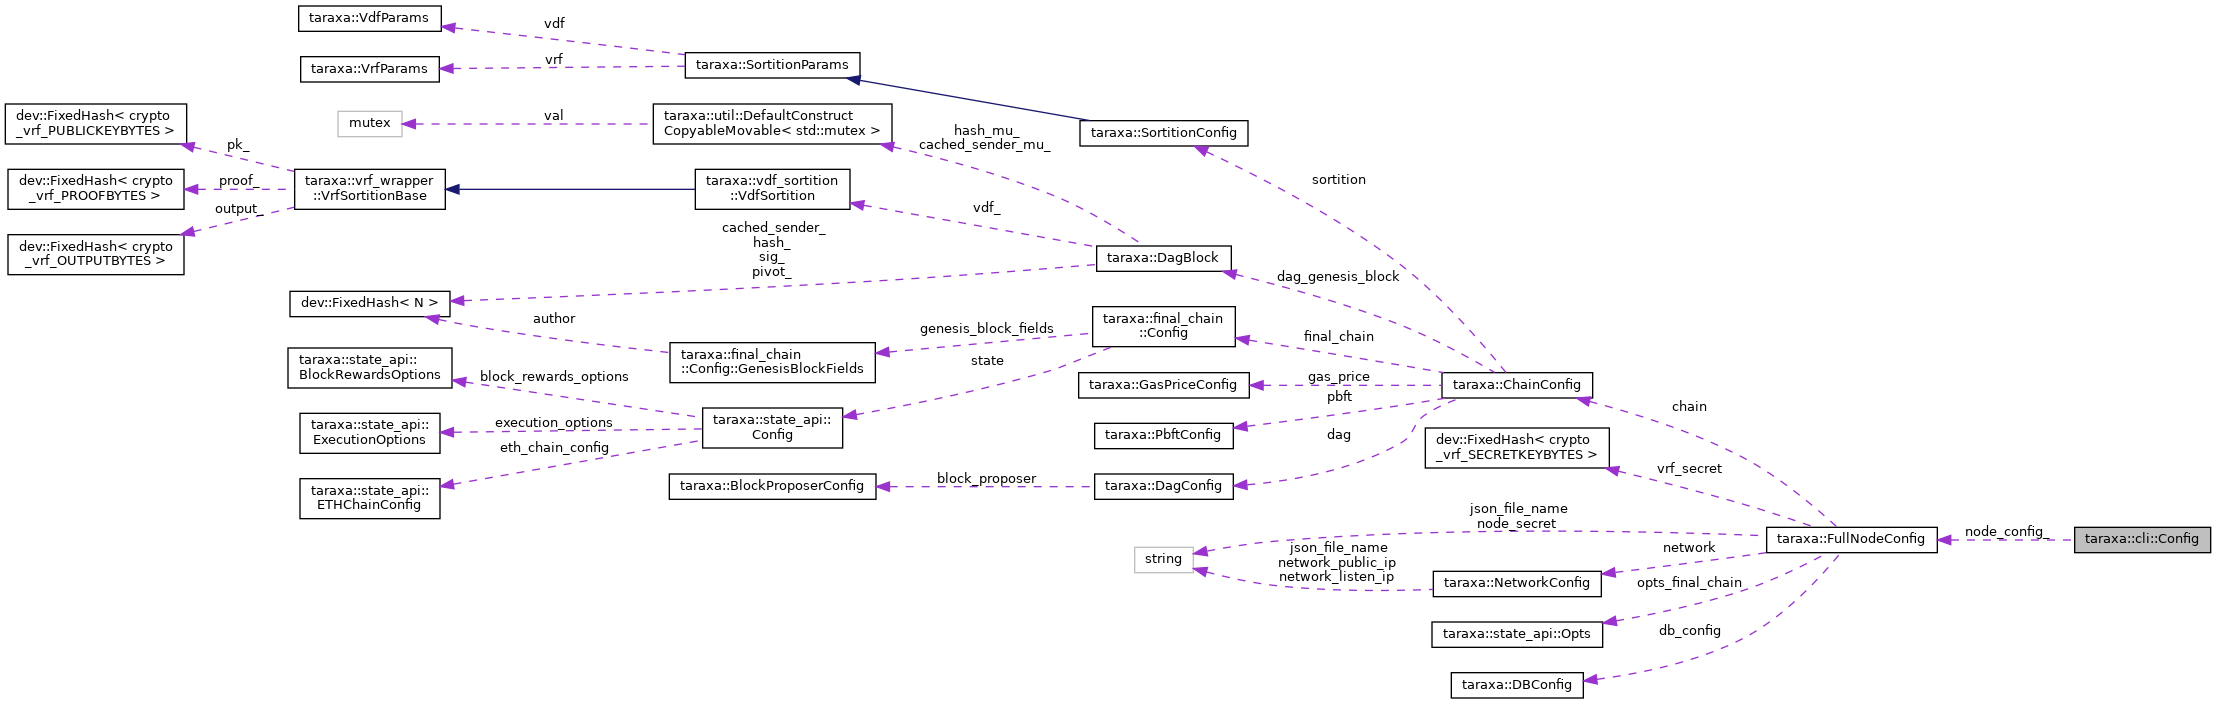 taraxa::VdfParams
vdf
taraxa::VrfParams
vrf
taraxa::SortitionParams
dev::FixedHash< crypto
_vrf_PUBLICKEYBYTES >
mutex
val
taraxa::util::DefaultConstruct
CopyableMovable< std::mutex >
hash_mu_
cached_sender_mu_
taraxa::SortitionConfig
pk_
dev::FixedHash< crypto
_vrf_PROOFBYTES >
proof_
taraxa::vrf_wrapper
::VrfSortitionBase
taraxa::vdf_sortition
::VdfSortition
sortition
output_
vdf_
dev::FixedHash< crypto
_vrf_OUTPUTBYTES >
cached_sender_
hash_
sig_
pivot_
taraxa::DagBlock
dag_genesis_block
dev::FixedHash< N >
author
taraxa::final_chain
::Config
genesis_block_fields
final_chain
taraxa::final_chain
::Config::GenesisBlockFields
state
taraxa::state_api::
BlockRewardsOptions
block_rewards_options
taraxa::GasPriceConfig
gas_price
pbft
taraxa::ChainConfig
chain
taraxa::state_api::
ExecutionOptions
execution_options
eth_chain_config
taraxa::state_api::
Config
taraxa::PbftConfig
dag
dev::FixedHash< crypto
_vrf_SECRETKEYBYTES >
vrf_secret
taraxa::state_api::
ETHChainConfig
taraxa::BlockProposerConfig
block_proposer
taraxa::DagConfig
json_file_name
node_secret
string
json_file_name
network_public_ip
network_listen_ip
network
taraxa::NetworkConfig
opts_final_chain
taraxa::FullNodeConfig
node_config_
taraxa::cli::Config
taraxa::state_api::Opts
db_config
taraxa::DBConfig